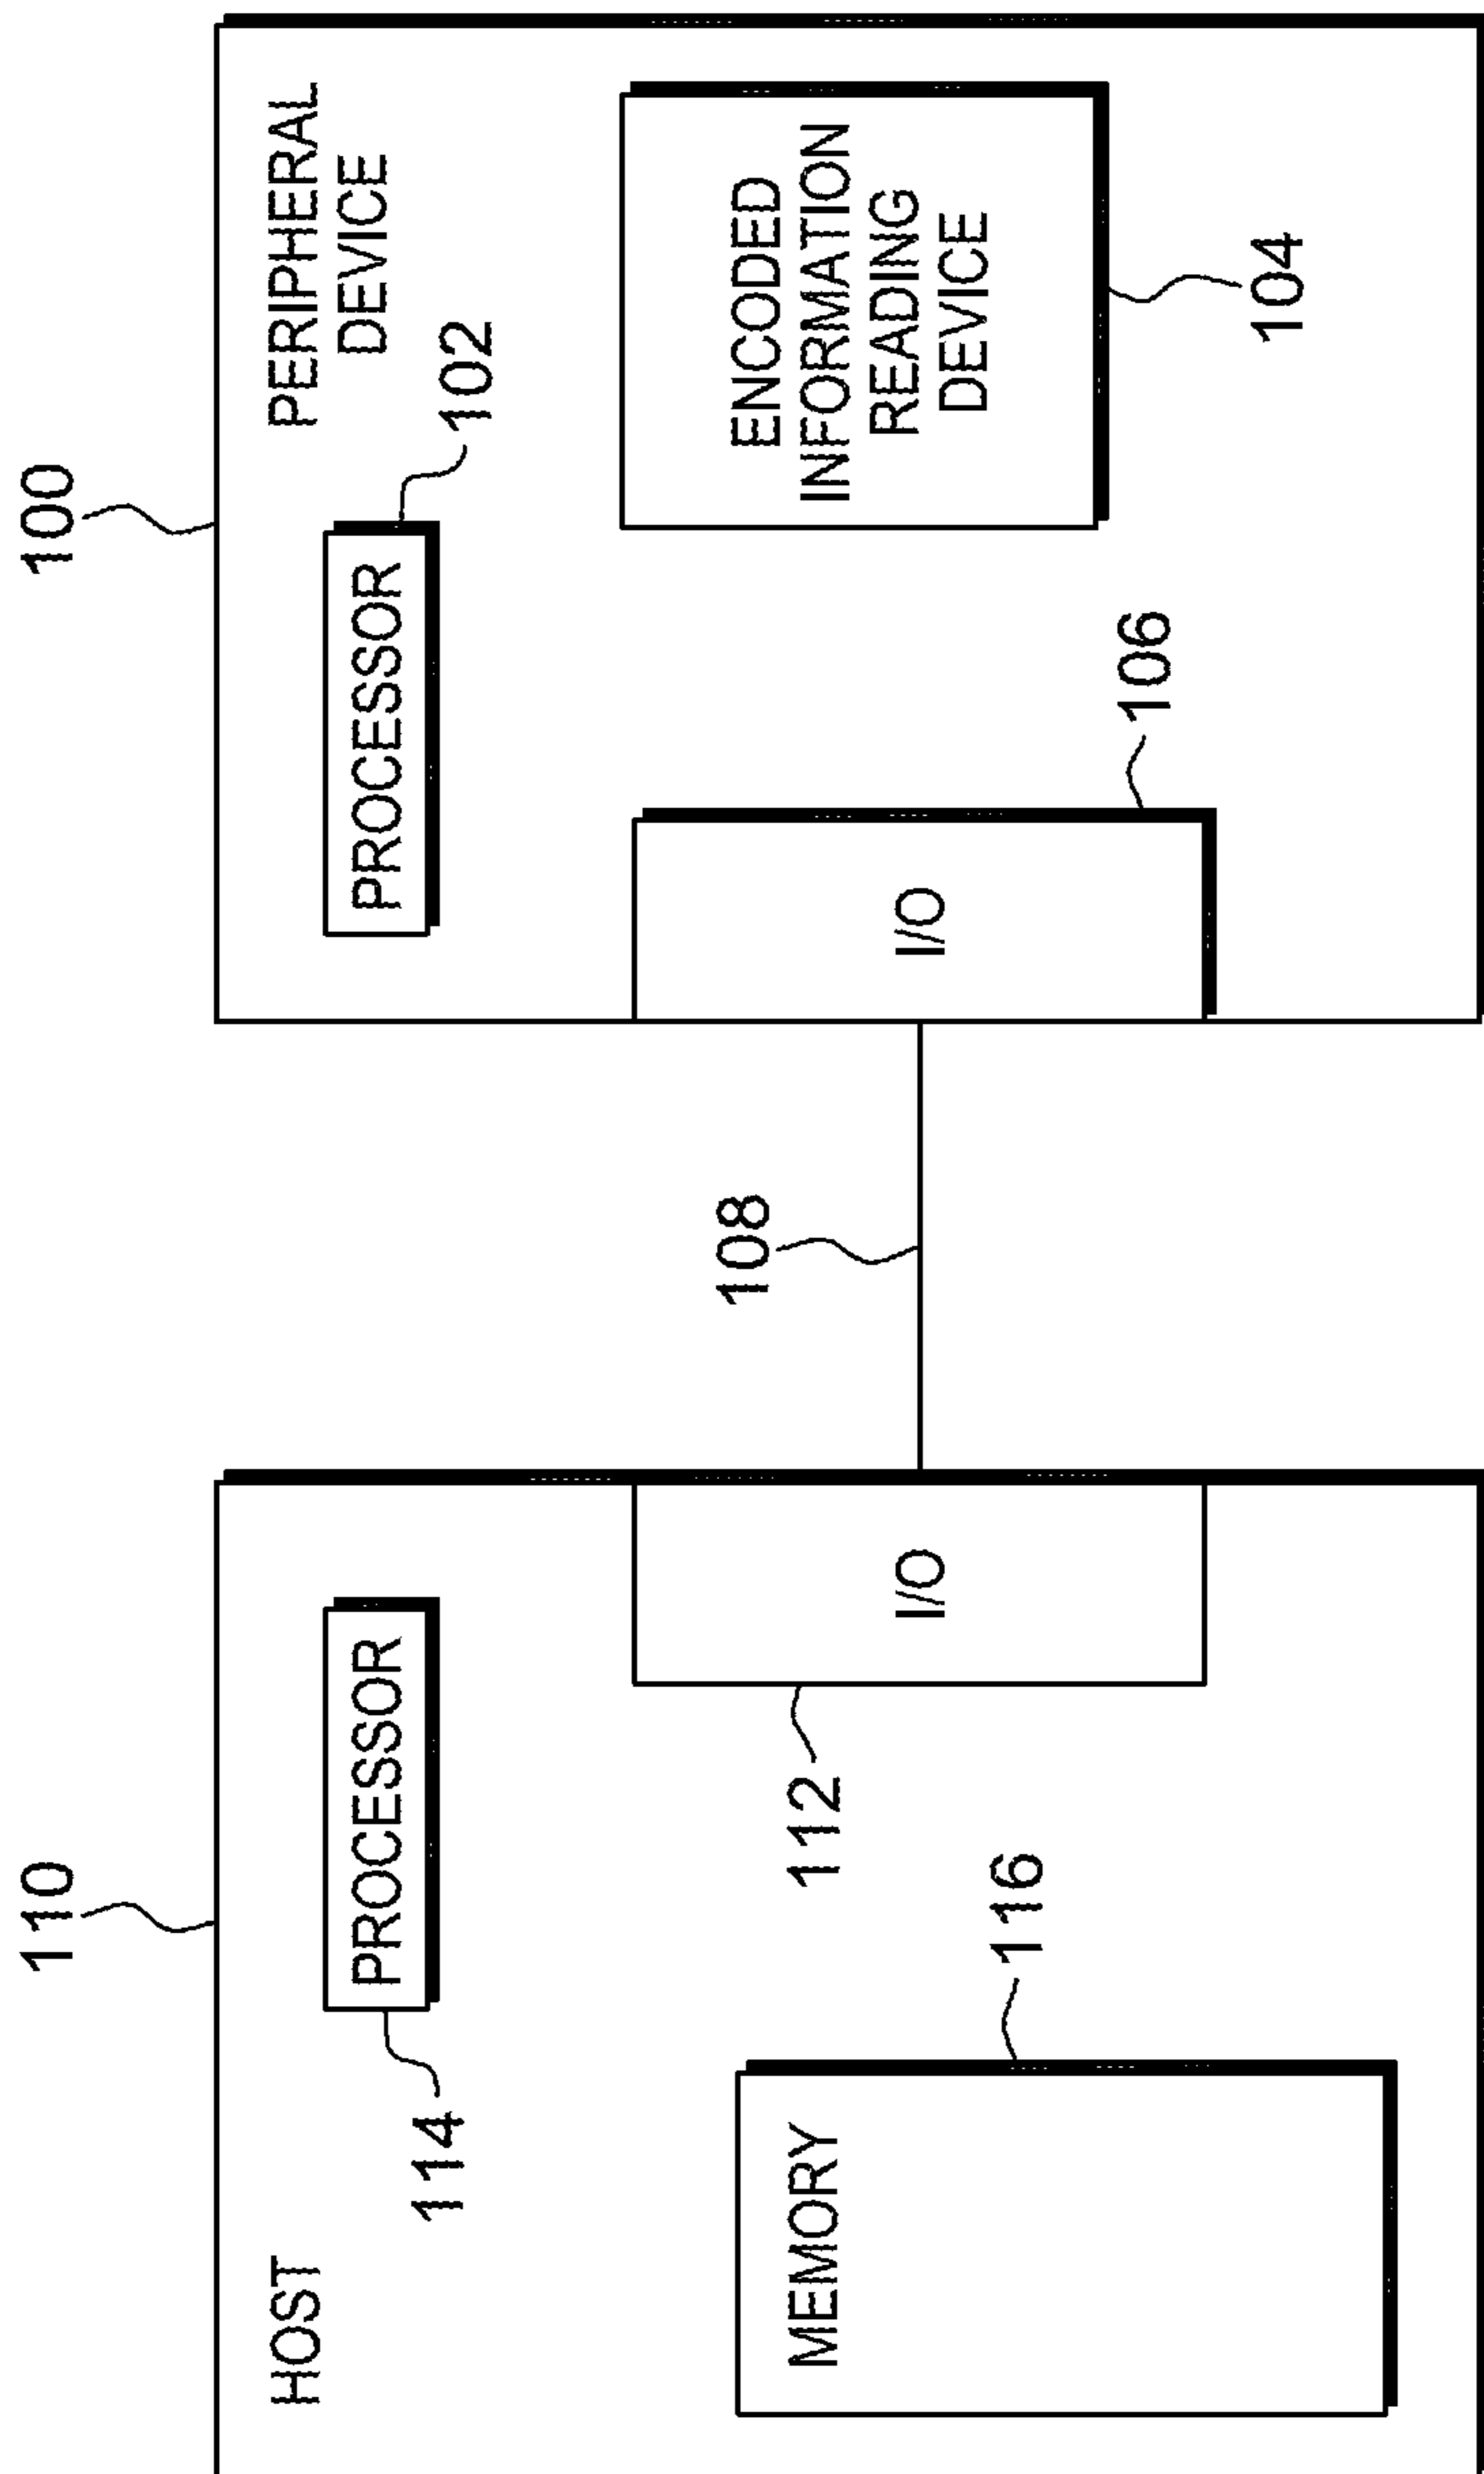 110
HOST
114
PROCESSOR
112
I/O
116
MEMORY
108
100
PERIPHERAL
DEVICE
102
PROCESSOR
106
I/O
ENCODED
INFORMATION
READING
DEVICE
104